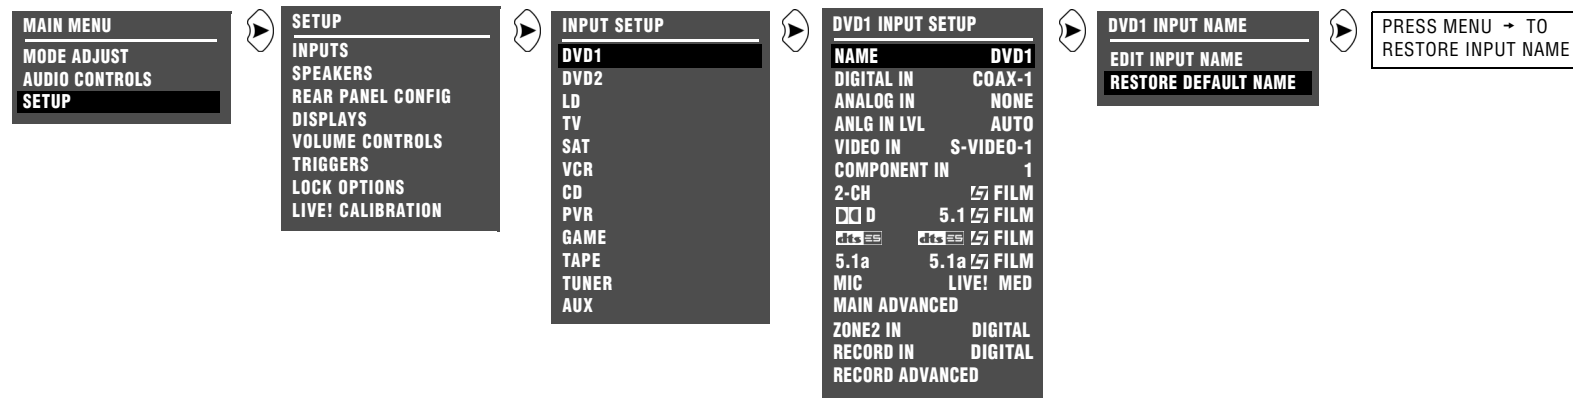 MAIN MENU
MODE ADJUST
AUDIO CONTROLS
SETUP
SETUP
INPUTS
SPEAKERS
REAR PANEL CONFIG
DISPLAYS
VOLUME CONTROLS
TRIGGERS
LOCK OPTIONS
LIVE! CALIBRATION
INPUT SETUP
DVD1
DVD2
LD
TV
SAT
VCR
CD
PVR
GAME
TAPE
TUNER
AUX
DVD1 INPUT SETUP
NAME DVD1
DIGITAL IN COAX-1
ANALOG IN NONE
ANLG IN LVL AUTO
VIDEO IN S-VIDEO-1
COMPONENT IN 1
2-CH FILM
D 5.1 FILM
dts ES dts ES FILM
5.1a 5.1a FILM
MIC LIVE! MED
MAIN ADVANCED
ZONE2 IN DIGITAL
RECORD IN DIGITAL
RECORD ADVANCED
DVD1 INPUT NAME
EDIT INPUT NAME
RESTORE DEFAULT NAME
PRESS MENU → TO
RESTORE INPUT NAME